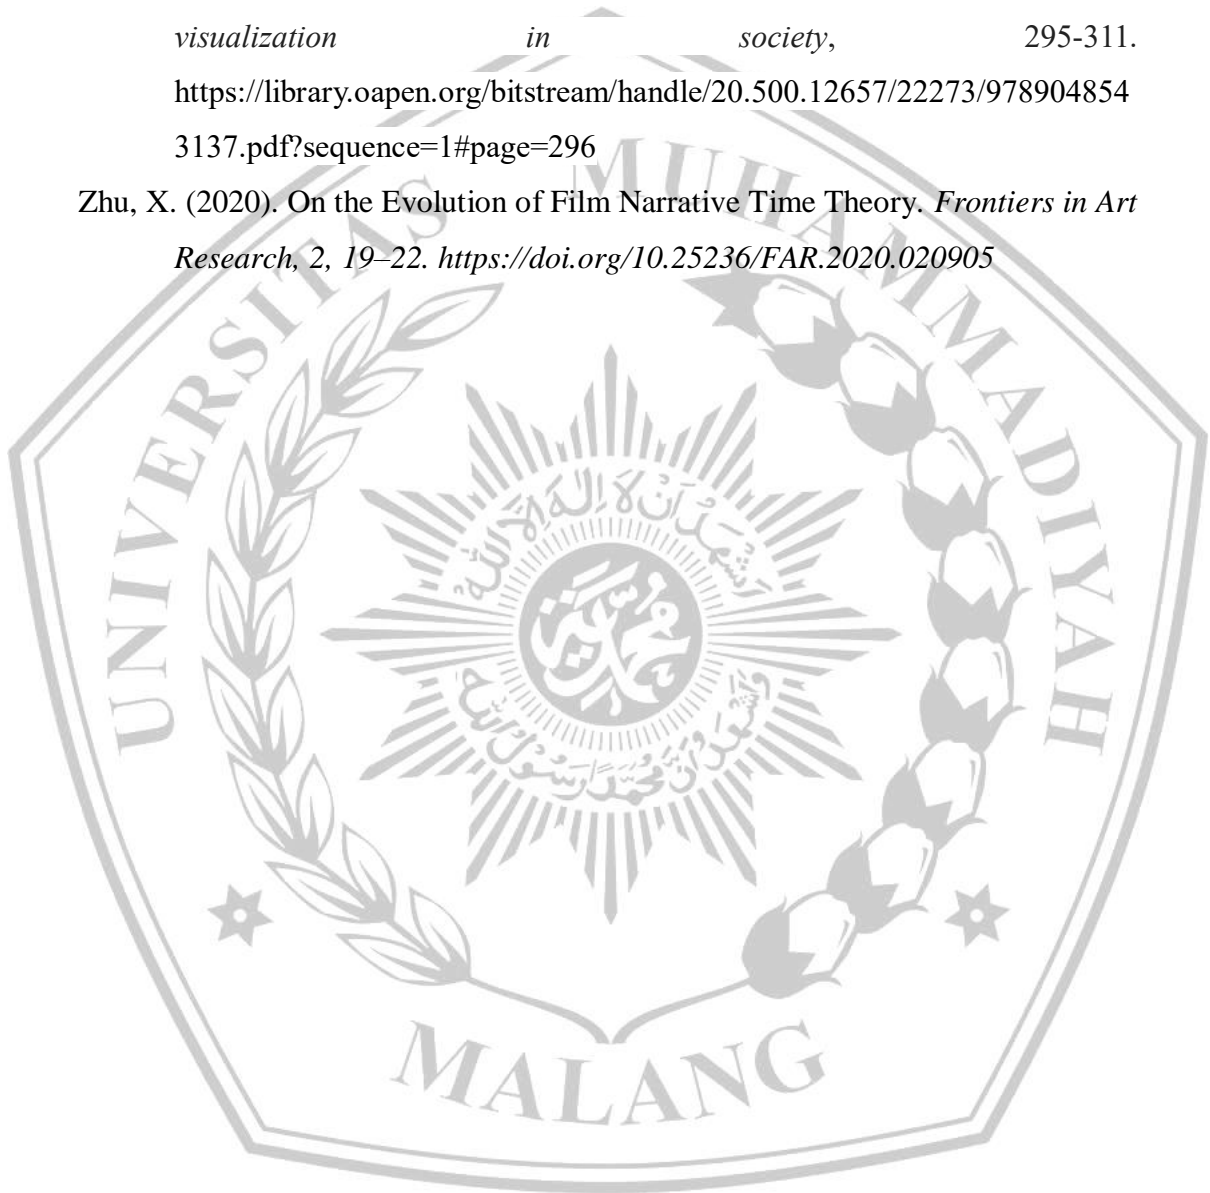 visualization in society, 295-311.
https://library.oapen.org/bitstream/handle/20.500.12657/22273/978904854
3137.pdf?sequence=1#page=296
Zhu, X. (2020). On the Evolution of Film Narrative Time Theory. Frontiers in Art
Research, 2, 19–22. https://doi.org/10.25236/FAR.2020.020905
UNIVERSITAS MUHAMMADIYAH
MALANG